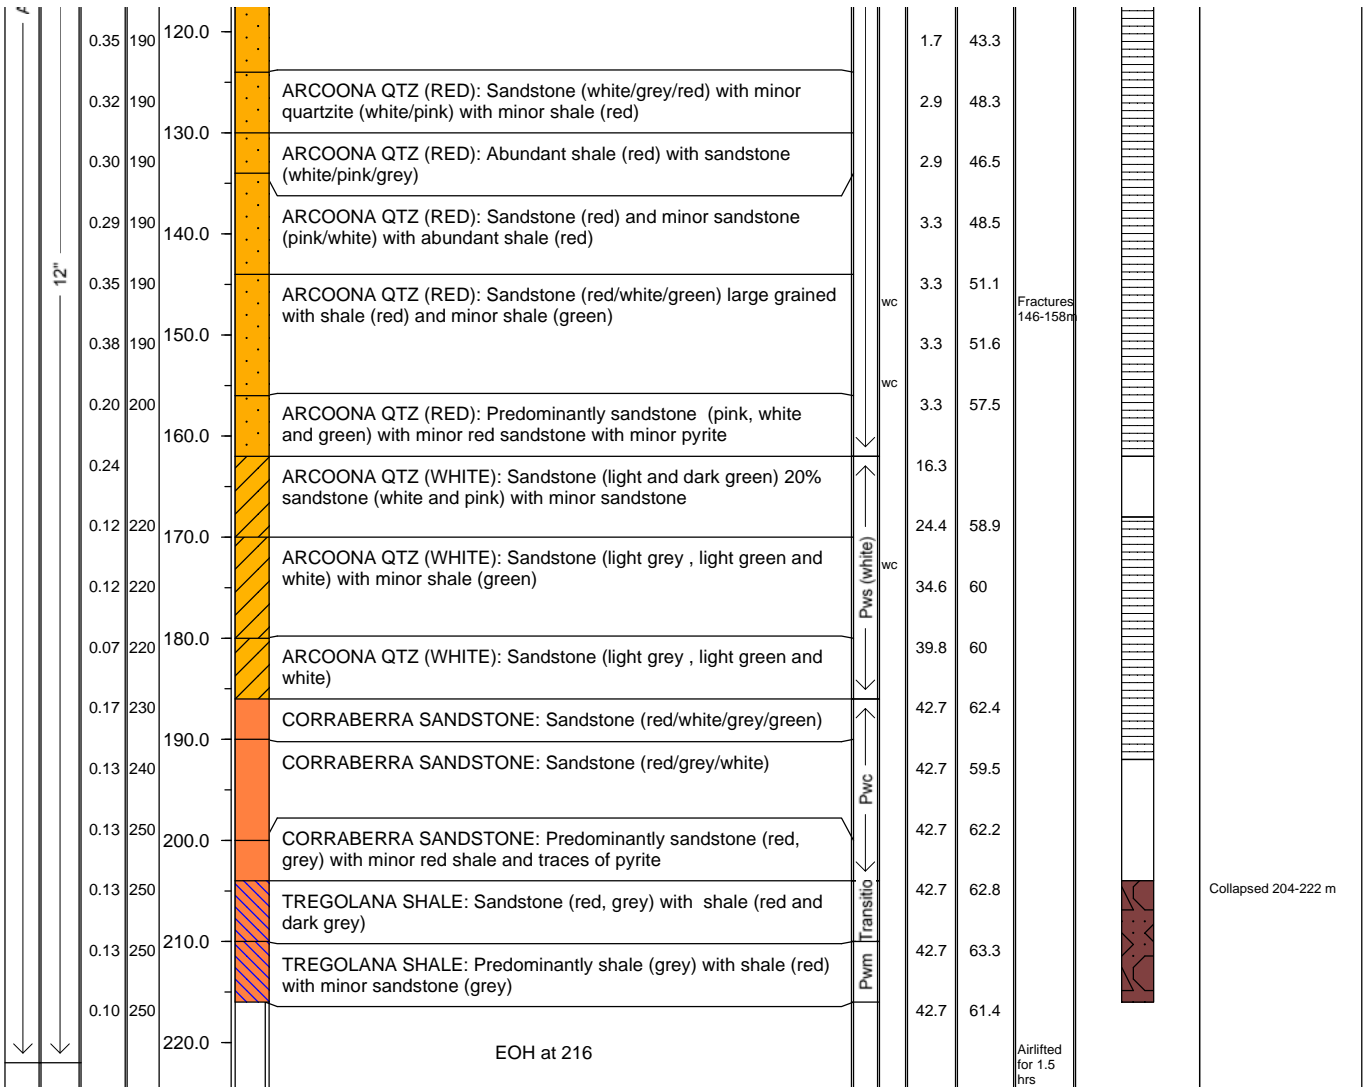 A
120.0
0.35 190 1.7 43.3
ARCOONA QTZ (RED): Sandstone (white/grey/red) with minor
quartzite (white/pink) with minor shale (red)
0.32 190 2.9 48.3
130.0
ARCOONA QTZ (RED): Abundant shale (red) with sandstone
(white/pink/grey)
0.30 190 2.9 46.5
ARCOONA QTZ (RED): Sandstone (red) and minor sandstone
(pink/white) with abundant shale (red)
0.29 190 3.3 48.5
140.0
12"
0.35 190 3.3 51.1
ARCOONA QTZ (RED): Sandstone (red/white/green) large grained
with shale (red) and minor shale (green)
wc
Fractures
146-158m
150.0
0.38 190 3.3 51.6
wc
0.20 200 3.3 57.5
ARCOONA QTZ (RED): Predominantly sandstone (pink, white
and green) with minor red sandstone with minor pyrite
160.0
0.24 16.3
ARCOONA QTZ (WHITE): Sandstone (light and dark green) 20%
sandstone (white and pink) with minor sandstone
0.12 220 24.4 58.9
170.0
Pws (white)
ARCOONA QTZ (WHITE): Sandstone (light grey , light green and
white) with minor shale (green)
wc
0.12 220 34.6 60
180.0
0.07 220 39.8 60
ARCOONA QTZ (WHITE): Sandstone (light grey , light green and
white)
0.17 230 42.7 62.4
CORRABERRA SANDSTONE: Sandstone (red/white/grey/green)
190.0
CORRABERRA SANDSTONE: Sandstone (red/grey/white)
0.13 240 42.7 59.5
Pwc
0.13 250 42.7 62.2
200.0
CORRABERRA SANDSTONE: Predominantly sandstone (red,
grey) with minor red shale and traces of pyrite
0.13 250 42.7 62.8
Collapsed 204-222 m
TREGOLANA SHALE: Sandstone (red, grey) with shale (red and
dark grey)
Transitio
210.0
0.13 250 42.7 63.3
TREGOLANA SHALE: Predominantly shale (grey) with shale (red)
with minor sandstone (grey)
Pwm
0.10 250 42.7 61.4
220.0
EOH at 216
Airlifted
for 1.5
hrs